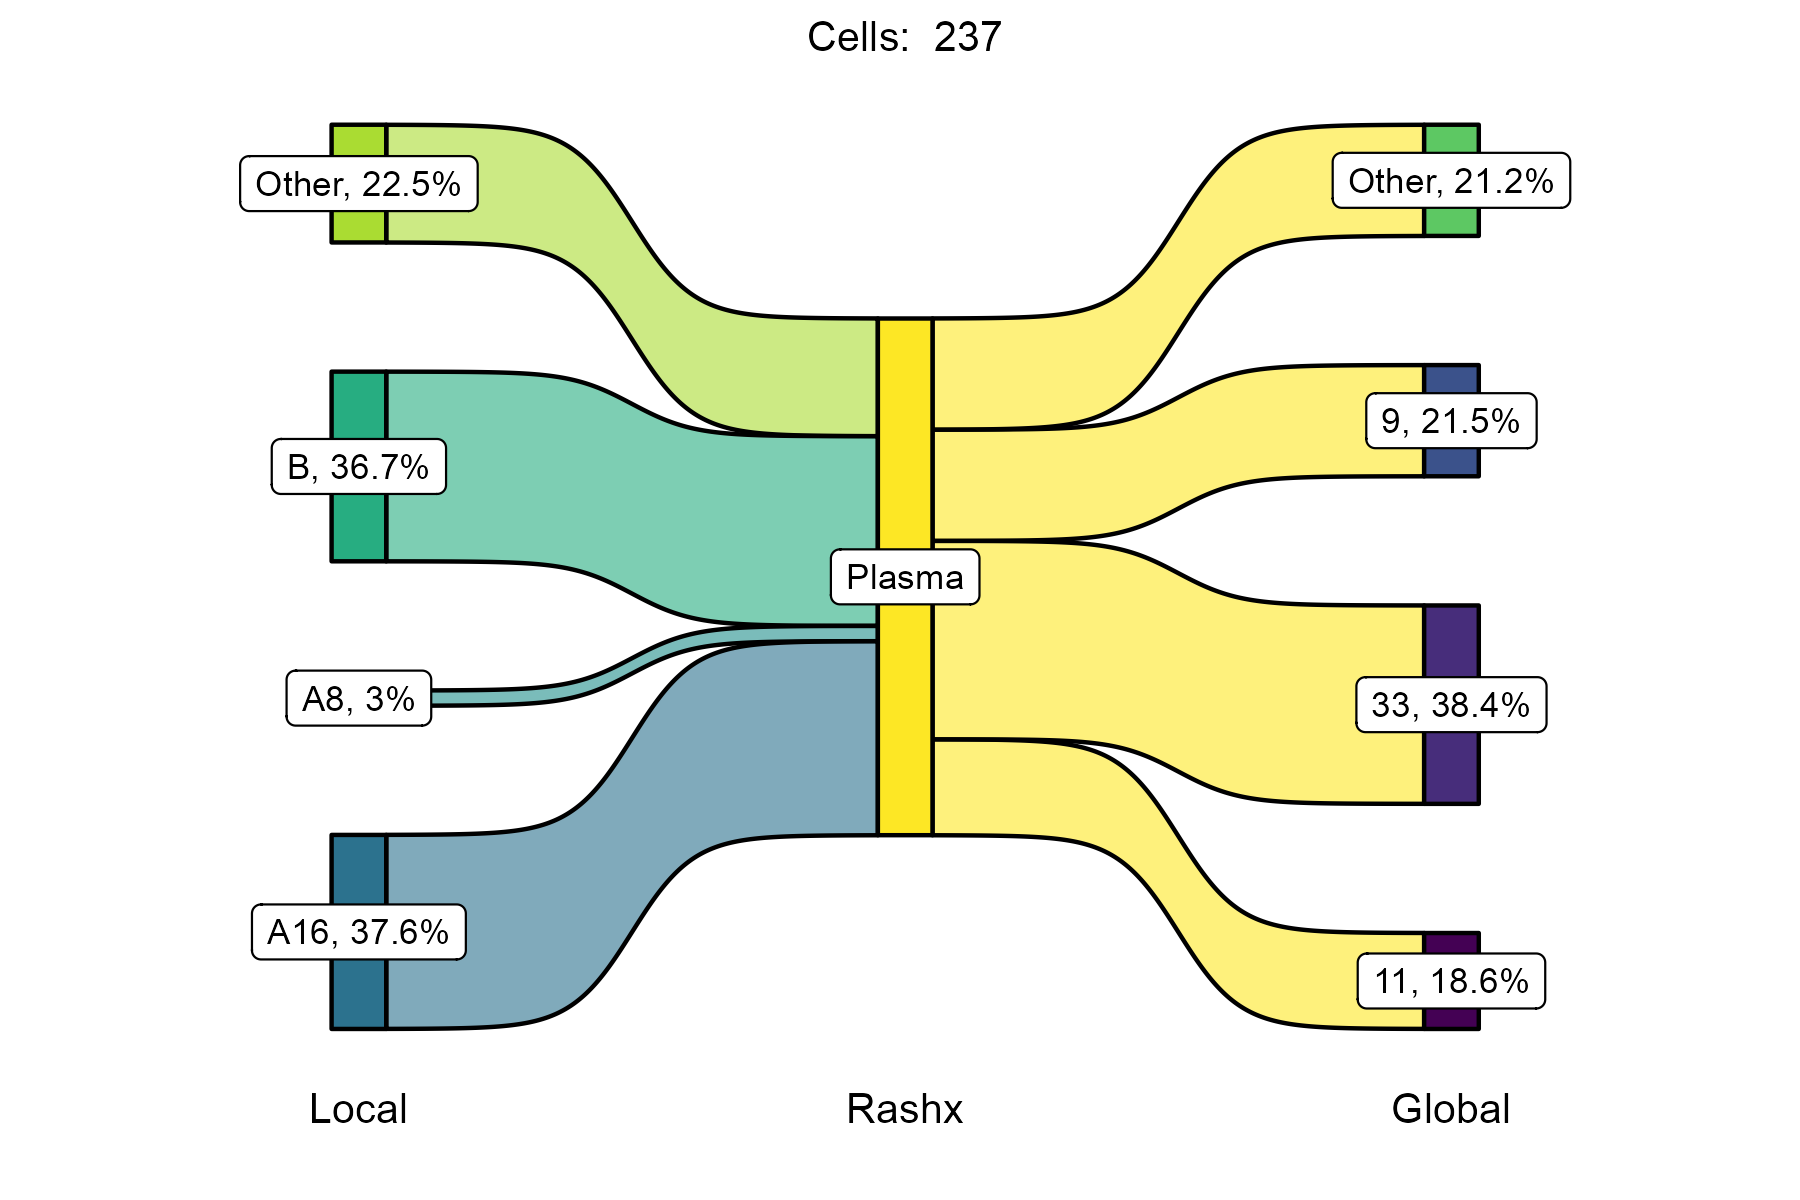 Cells:  237
Other, 22.5%
B, 36.7%
A8, 3%
A16, 37.6%
Plasma
Other, 21.2%
9, 21.5%
33, 38.4%
11, 18.6%
Local
Rashx
Global